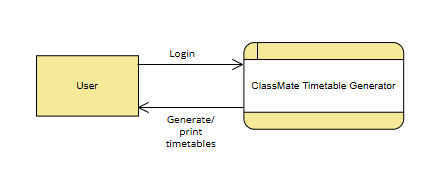 Login
User
ClassMate Timetable Generator
Generate/
print
timetables